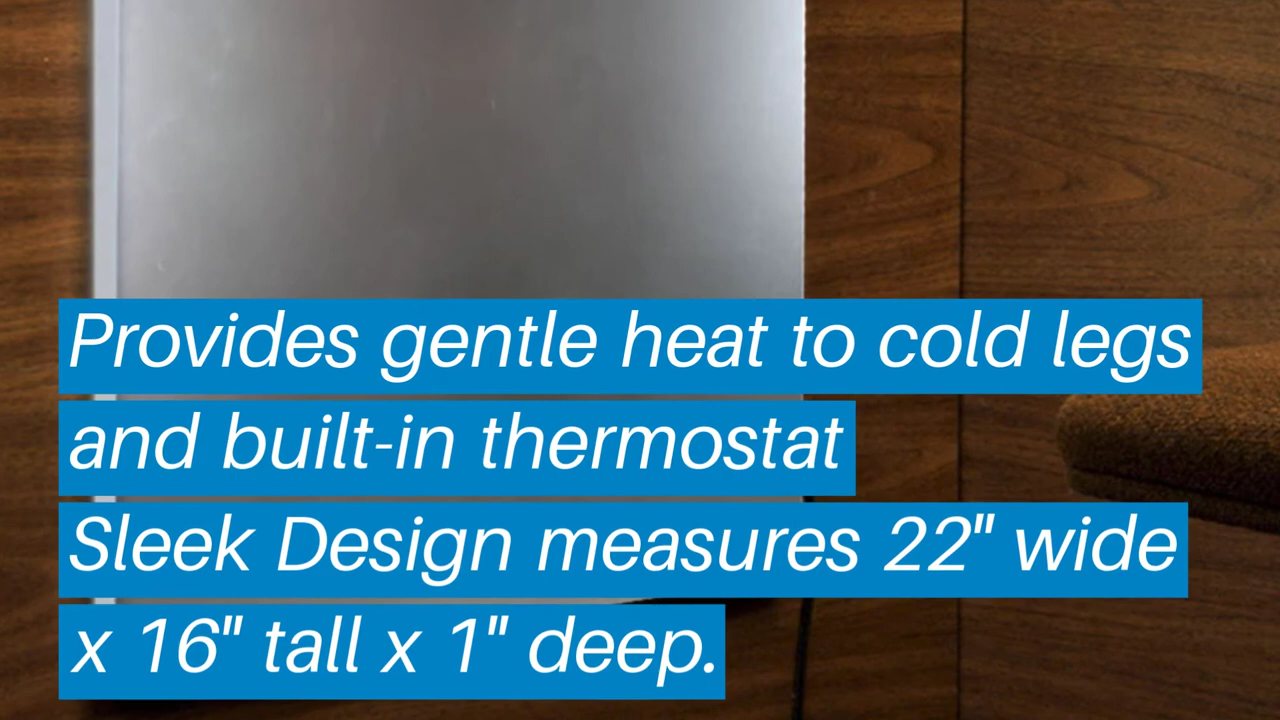 Provides gentle heat to cold legs
and built-in thermostat
Sleek Design measures 22" wide
x 16" tall x 1" deep.